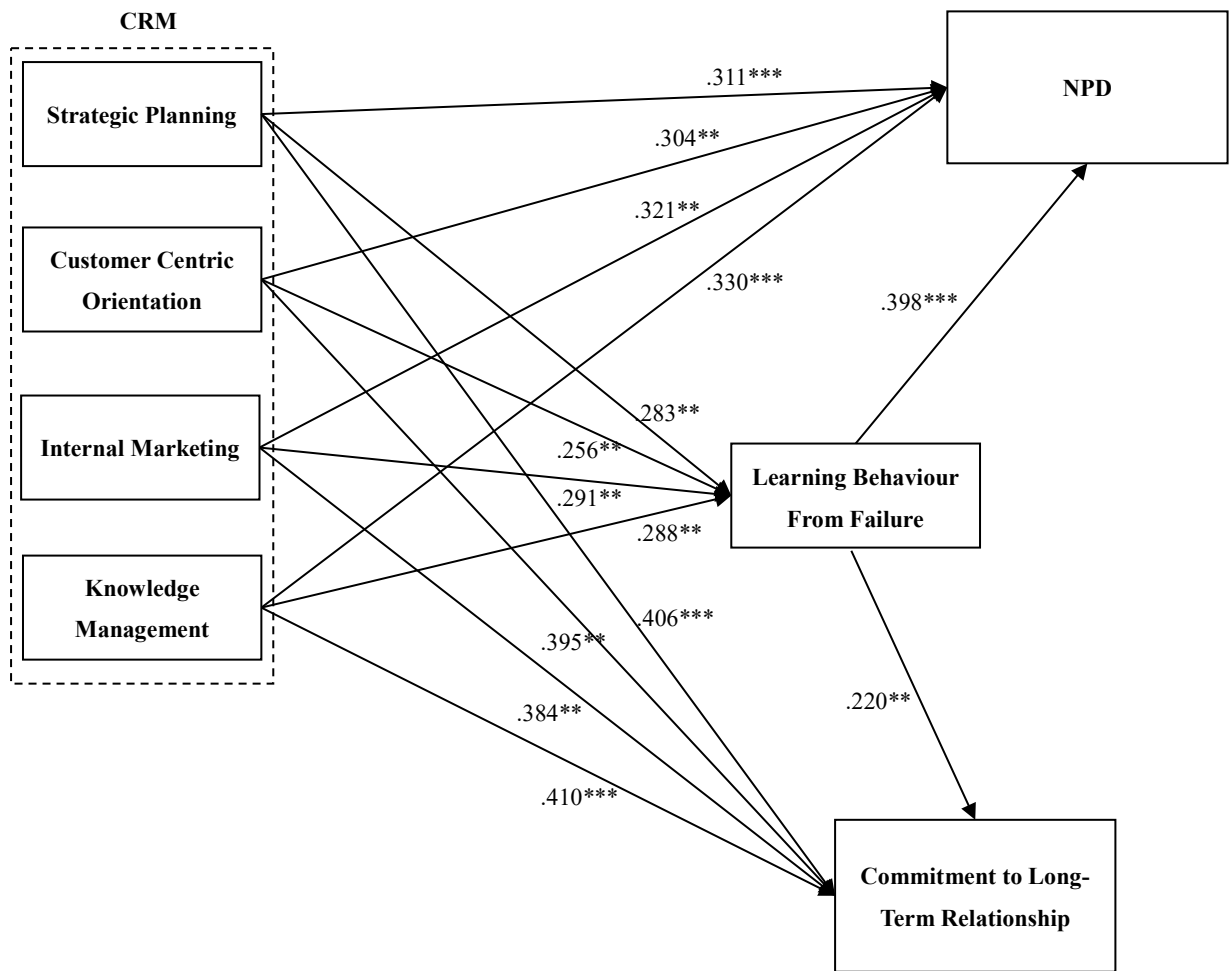 CRM
Strategic Planning
Customer Centric
Orientation
Internal Marketing
Knowledge
Management
.311***
.304**
.321**
.330***
.283**
.256**
.291**
.288**
.406***
.395**
.384**
.410***
NPD
.398***
Learning Behaviour
From Failure
.220**
Commitment to Long-
Term Relationship